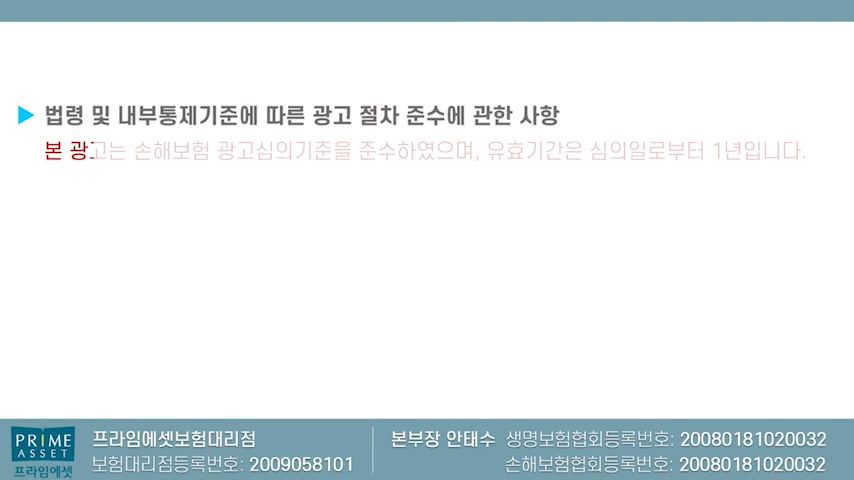 ▶ 법령 및 내부통제기준에 따른 광고 절차 준수에 관한 사항
본 광고는 손해보험 광고심의기준을 준수하였으며, 유효기간은 심의일로부터 1년입니다.
PRIME
ASSET
프라임에셋
프라임에셋보험대리점
보험대리점등록번호: 2009058101
본부장 안태수 생명보험협회등록번호: 20080181020032
손해보험협회등록번호: 20080181020032